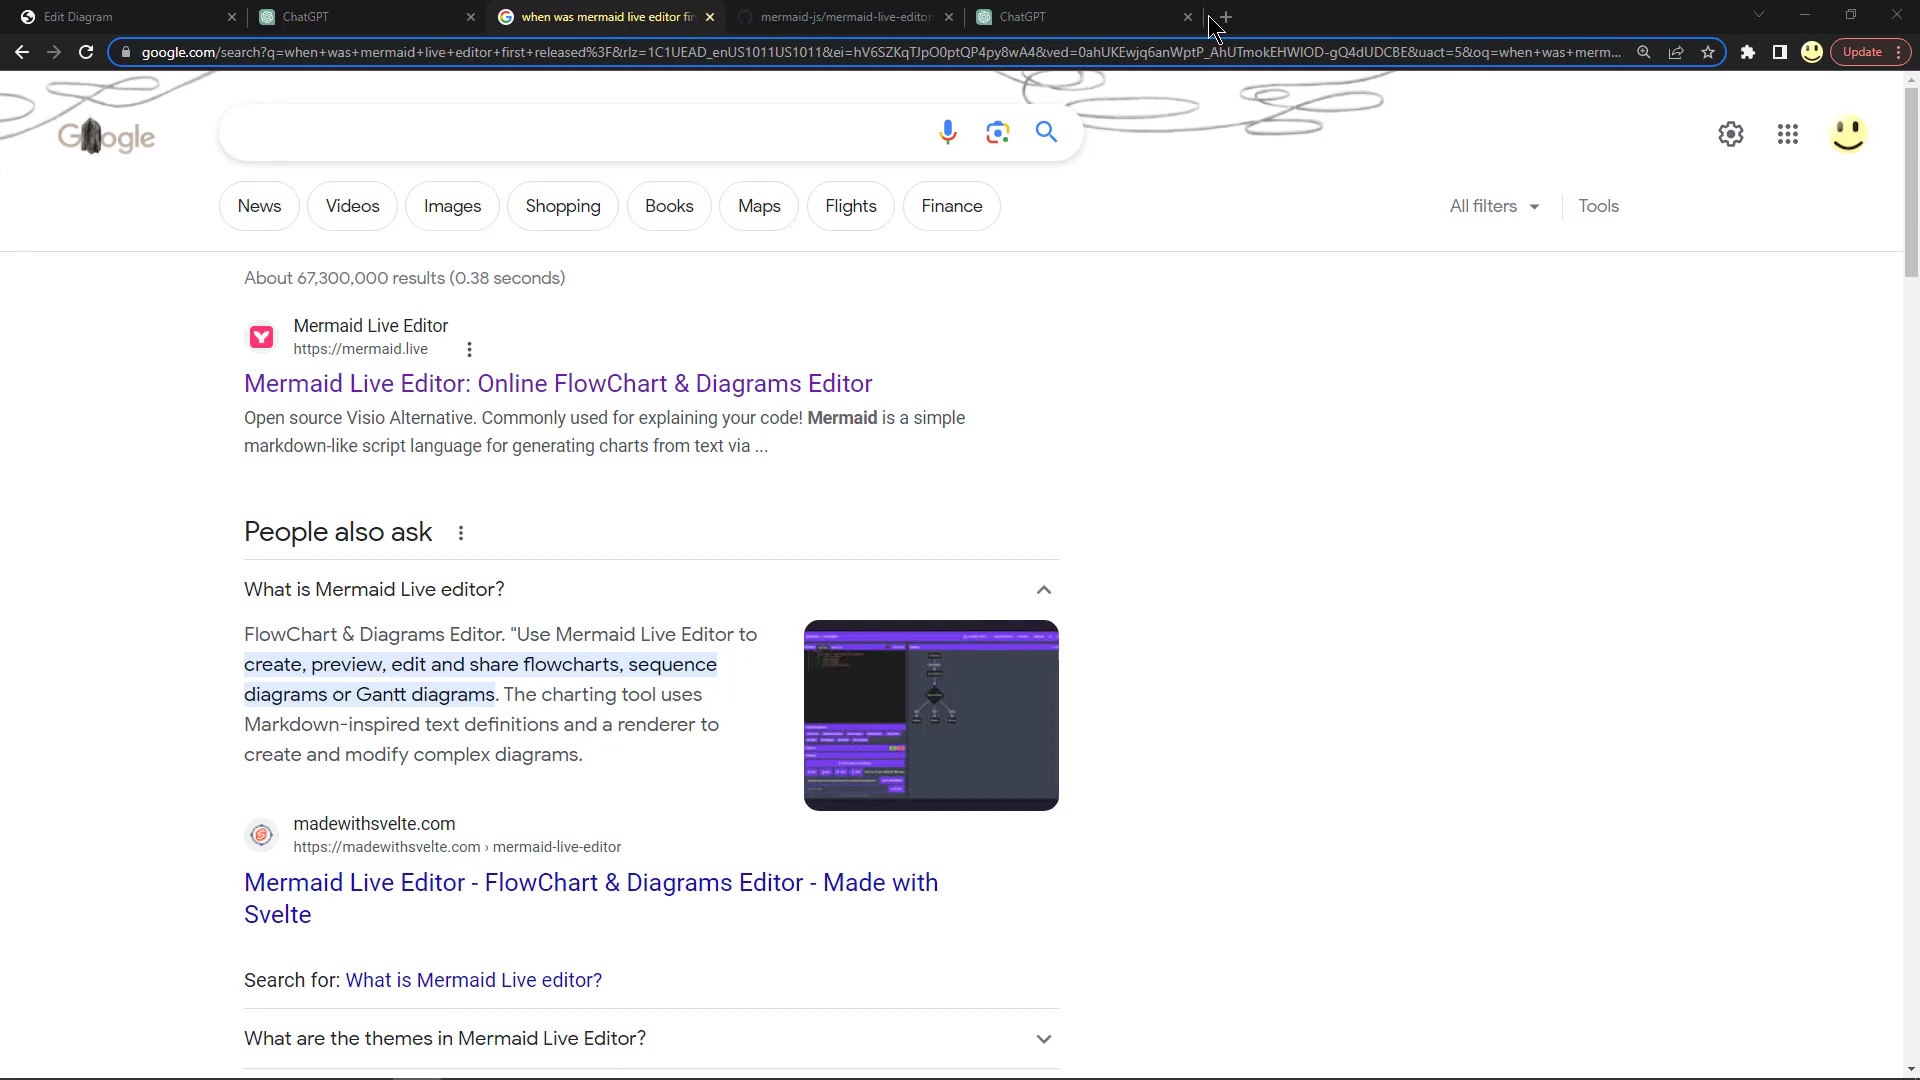 Edit Diagram
ChatGPT
when was mermaid live editor fir
mermaid-js/mermaid-live-editor
ChatGPT
google.com/search?q=when+was+mermaid+live+editor+first+released%3F&rlz=1C1UEAD_enUS1011US1011&ei=hV6SZKqTJpO0ptQP4py8wA4&ved=0ahUKEwjq6anWptP_AhUTmokEHWIOD-gQ4dUDCBE&uact=5&oq=when+was+merm...
Update
Google
News
Videos
Images
Shopping
Books
Maps
Flights
Finance
All filters
Tools
About 67,300,000 results (0.38 seconds)
Mermaid Live Editor
https://mermaid.live
Mermaid Live Editor: Online FlowChart & Diagrams Editor
Open source Visio Alternative. Commonly used for explaining your code! Mermaid is a simple
markdown-like script language for generating charts from text via ...
People also ask
What is Mermaid Live editor?
FlowChart & Diagrams Editor. "Use Mermaid Live Editor to
create, preview, edit and share flowcharts, sequence
diagrams or Gantt diagrams. The charting tool uses
Markdown-inspired text definitions and a renderer to
create and modify complex diagrams.
madewithsvelte.com
https://madewithsvelte.com › mermaid-live-editor
Mermaid Live Editor - FlowChart & Diagrams Editor - Made with
Svelte
Search for: What is Mermaid Live editor?
What are the themes in Mermaid Live Editor?